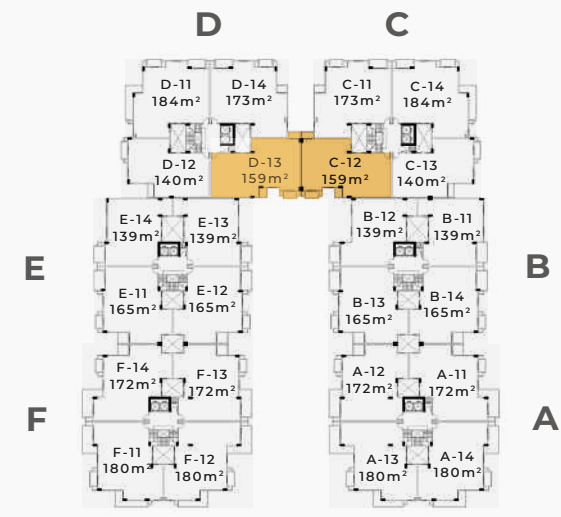 D
C
D-11
184m²
D-14
173m²
C-11
173m²
C-14
184m²
D-12
140m²
D-13
159m²
C-12
159m²
C-13
140m²
E-14
139m²
E-13
139m²
B-12
139m²
B-11
139m²
E
B
E-11
165m²
E-12
165m²
B-13
165m²
B-14
165m²
F-14
172m²
F-13
172m²
A-12
172m²
A-11
172m²
F
A
F-11
180m²
F-12
180m²
A-13
180m²
A-14
180m²